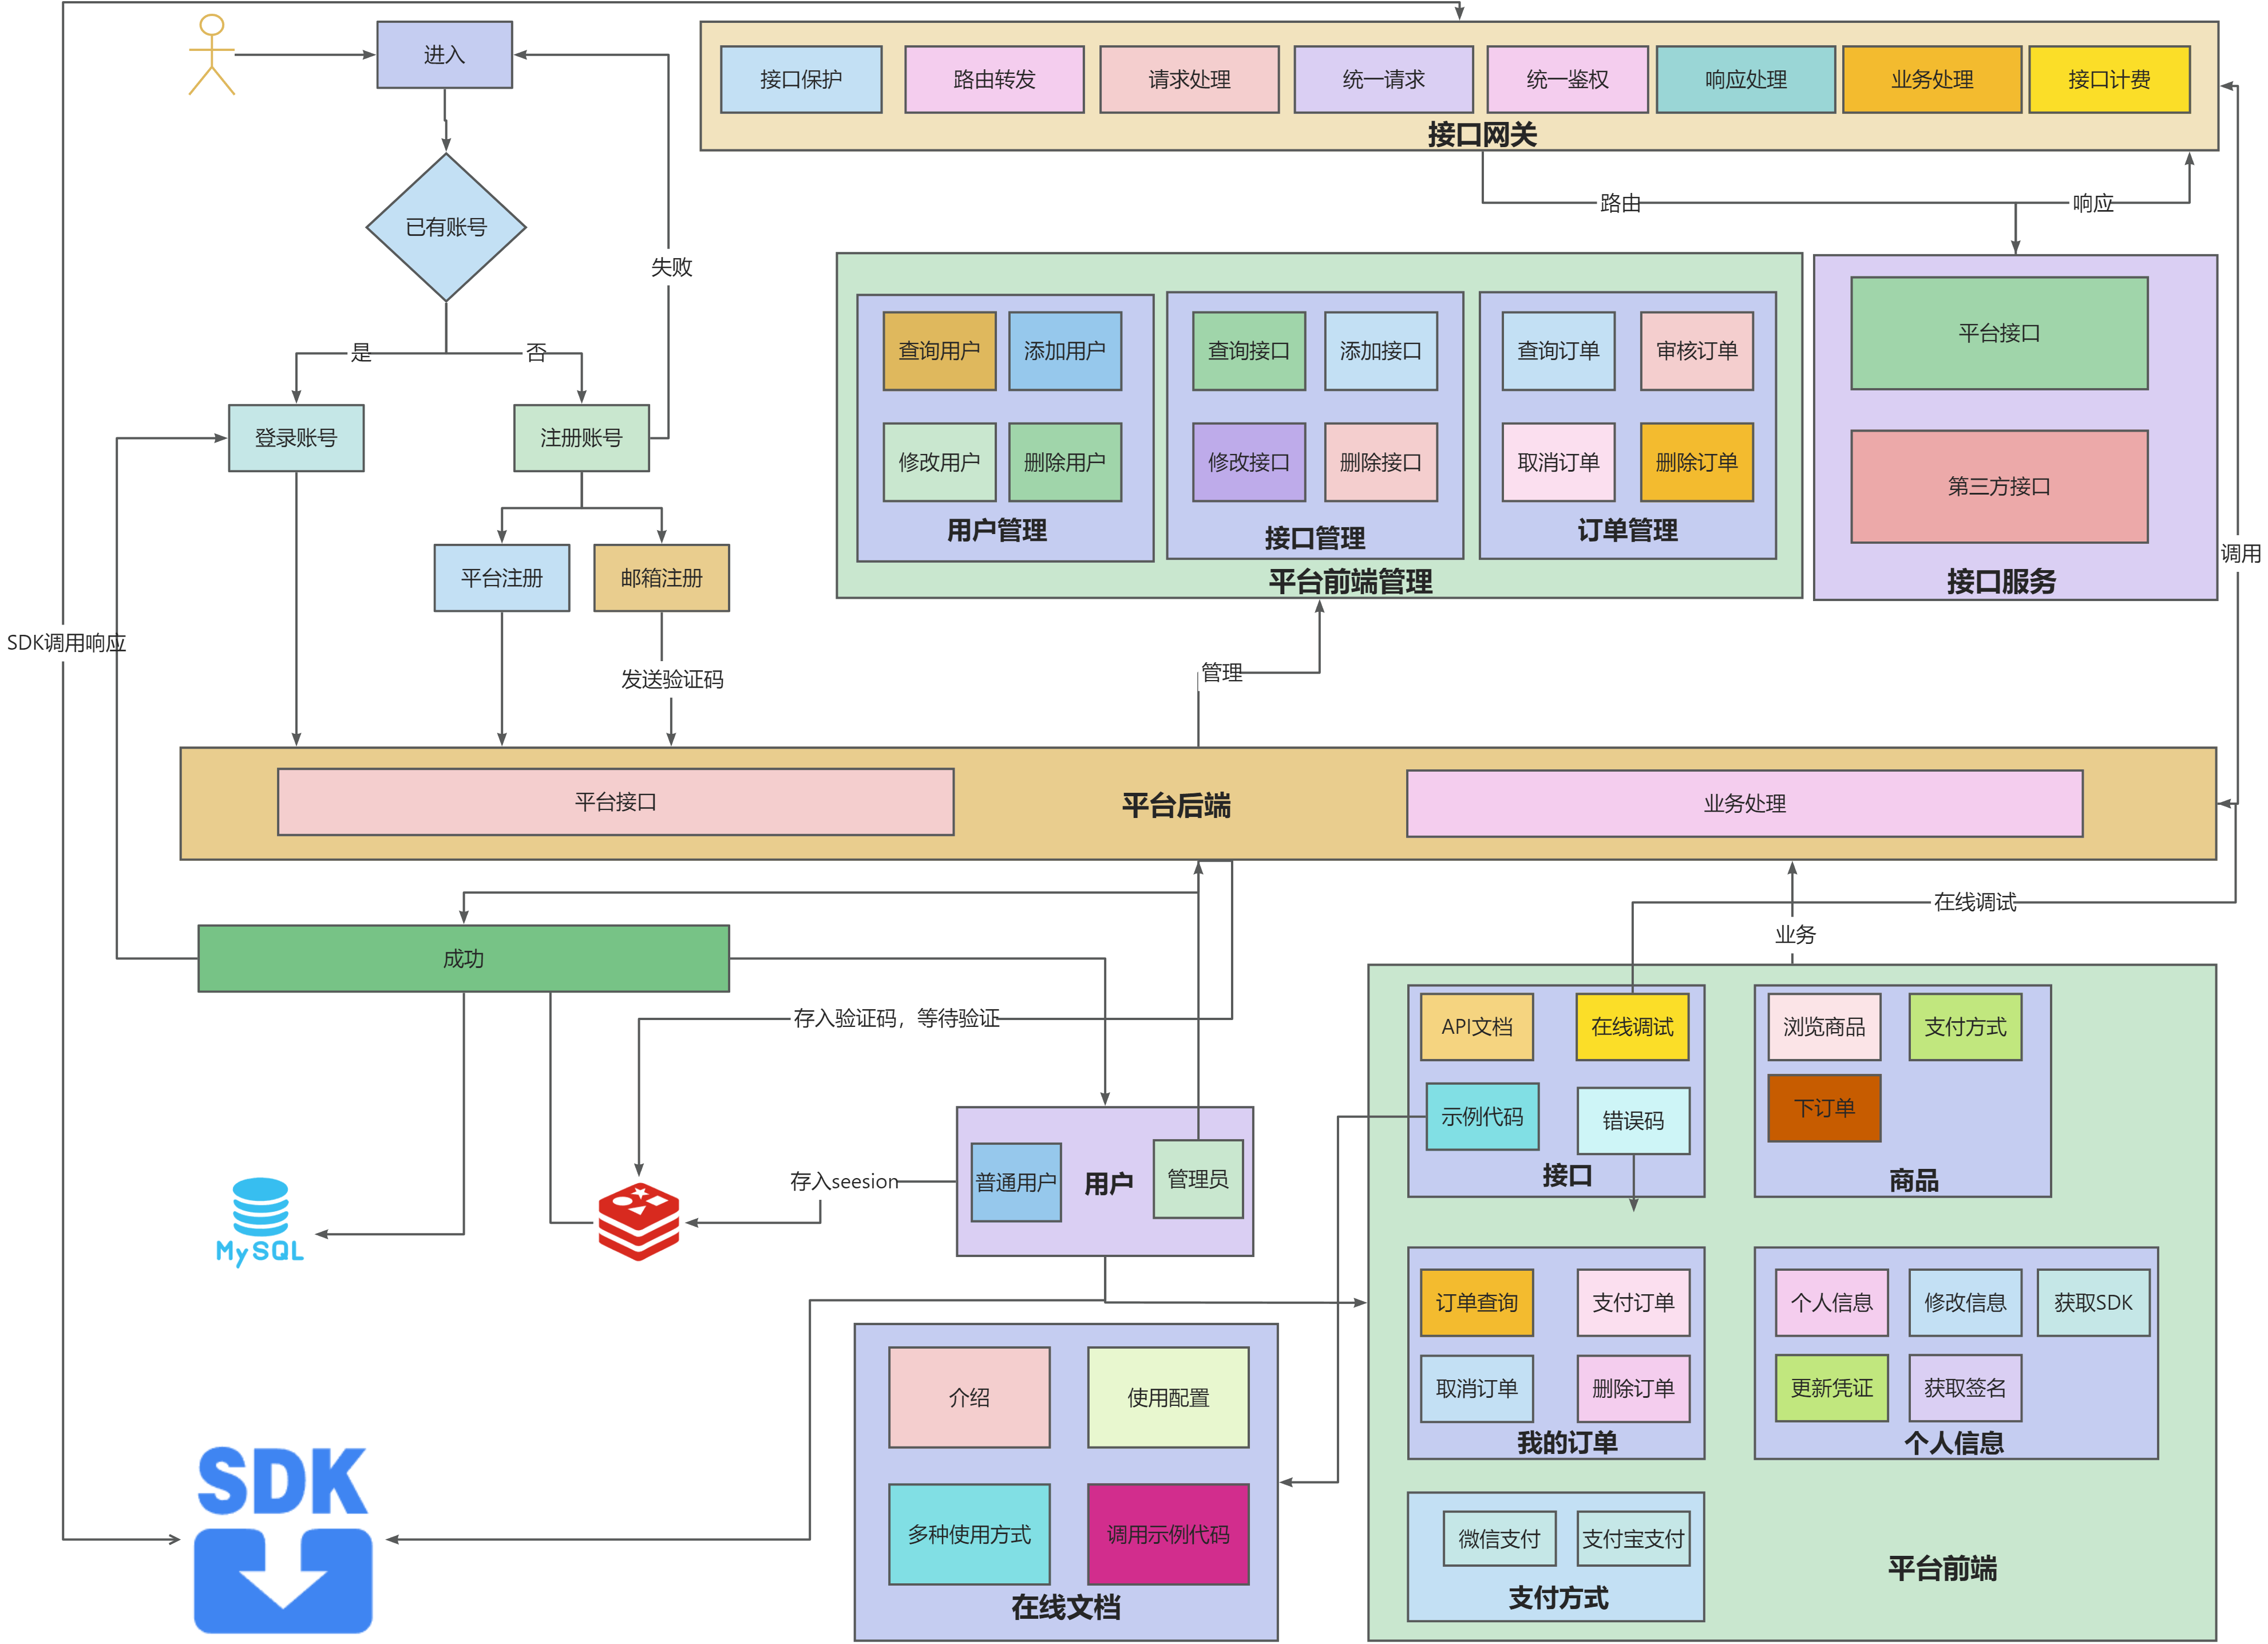 进入
已有账号
失败
是
否
登录账号
注册账号
平台注册
邮箱注册
发送验证码
SDK调用响应
接口保护
路由转发
请求处理
统一请求
统一鉴权
响应处理
业务处理
接口计费
接口网关
路由
响应
查询用户
添加用户
修改用户
删除用户
用户管理
查询接口
添加接口
修改接口
删除接口
接口管理
查询订单
审核订单
取消订单
删除订单
订单管理
平台前端管理
平台接口
第三方接口
接口服务
调用
管理
平台接口
平台后端
业务处理
在线调试
业务
成功
存入验证码，等待验证
普通用户
用户
管理员
存入seesion
MySQL
SDK
介绍
使用配置
多种使用方式
调用示例代码
在线文档
API文档
在线调试
示例代码
错误码
接口
浏览商品
支付方式
下订单
商品
订单查询
支付订单
取消订单
删除订单
我的订单
个人信息
修改信息
获取SDK
更新凭证
获取签名
个人信息
微信支付
支付宝支付
支付方式
平台前端